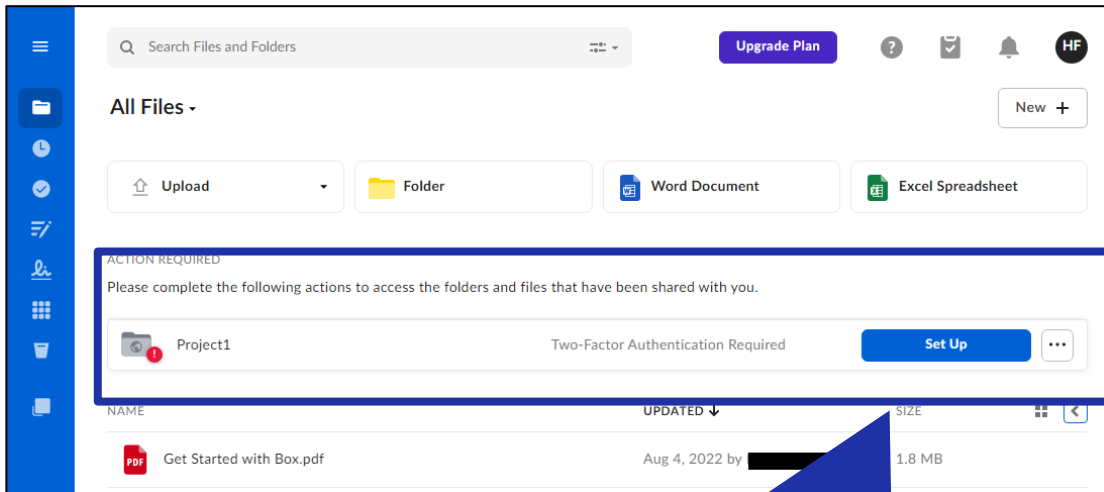 Search Files and Folders
Upgrade Plan
?
HF
All Files
New +
Upload
Folder
Word Document
Excel Spreadsheet
ACTION REQUIRED
Please complete the following actions to access the folders and files that have been shared with you.
Project1 Two-Factor Authentication Required Set Up ...
NAME UPDATED ↓ SIZE
PDF Get Started with Box.pdf Aug 4, 2022 by 1.8 MB